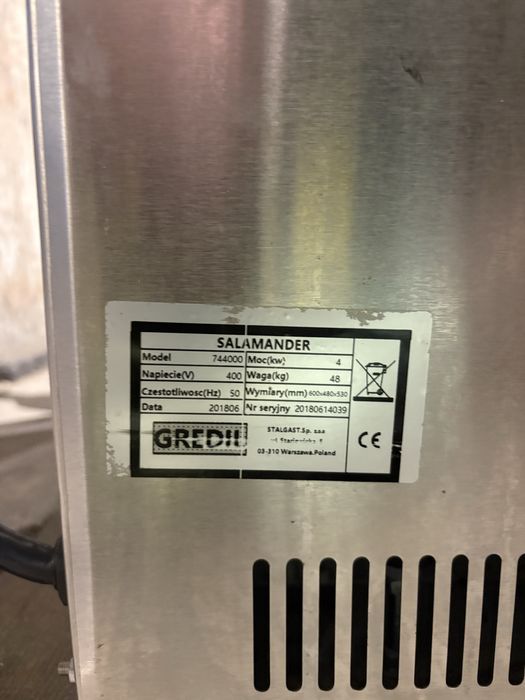 SALAMANDER
Model 744000 Moc(kw) 4
Napiecie(V) 400 Waga(kg) 48
Czestotliwosc(Hz) 50 Wymiary(mm) 600x480x530
Data 201806 Nr seryjny 20180614039
GREDIL
STALGAST.Sp. z.o.o
ul.
03-310 Warszawa.Poland
CE